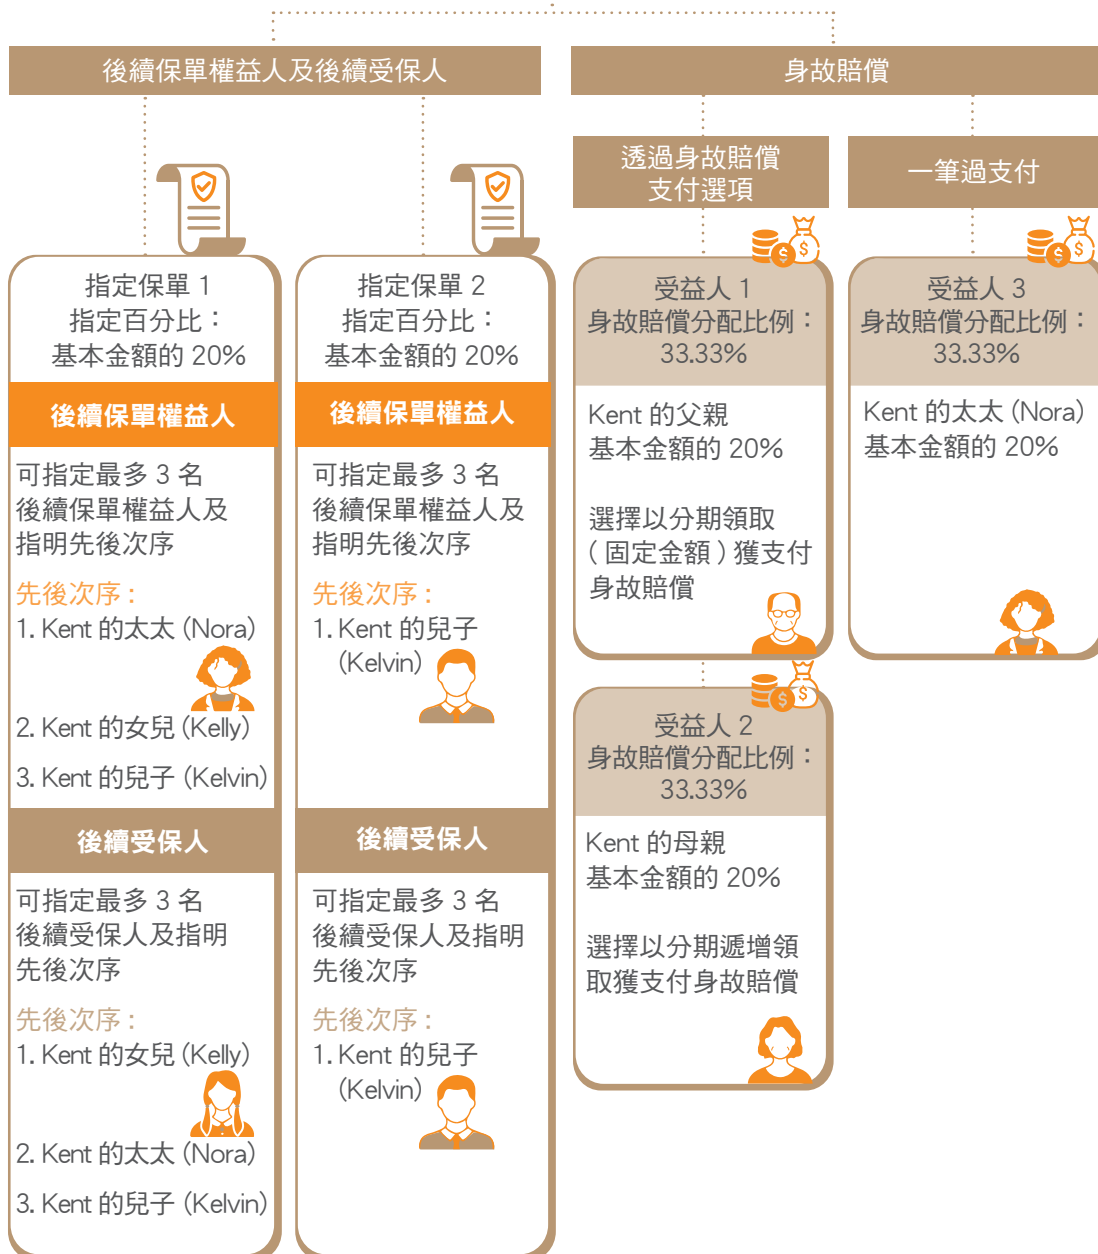 後續保單權益人及後續受保人
指定保單 1
指定百分比：
基本金額的 20%
後續保單權益人
可指定最多 3 名
後續保單權益人及
指明先後次序
先後次序 :
1. Kent 的太太 (Nora)
2. Kent 的女兒 (Kelly)
3. Kent 的兒子 (Kelvin)
後續受保人
可指定最多 3 名
後續受保人及指明
先後次序
先後次序 :
1. Kent 的女兒 (Kelly)
2. Kent 的太太 (Nora)
3. Kent 的兒子 (Kelvin)
指定保單 2
指定百分比：
基本金額的 20%
後續保單權益人
可指定最多 3 名
後續保單權益人及
指明先後次序
先後次序 :
1. Kent 的兒子
(Kelvin)
後續受保人
可指定最多 3 名
後續受保人及指明
先後次序
先後次序 :
1. Kent 的兒子
(Kelvin)
身故賠償
透過身故賠償
支付選項
受益人 1
身故賠償分配比例：
33.33%
Kent 的父親
基本金額的 20%
選擇以分期領取
( 固定金額 ) 獲支付
身故賠償
受益人 2
身故賠償分配比例：
33.33%
Kent 的母親
基本金額的 20%
選擇以分期遞增領
取獲支付身故賠償
一筆過支付
受益人 3
身故賠償分配比例：
33.33%
Kent 的太太 (Nora)
基本金額的 20%